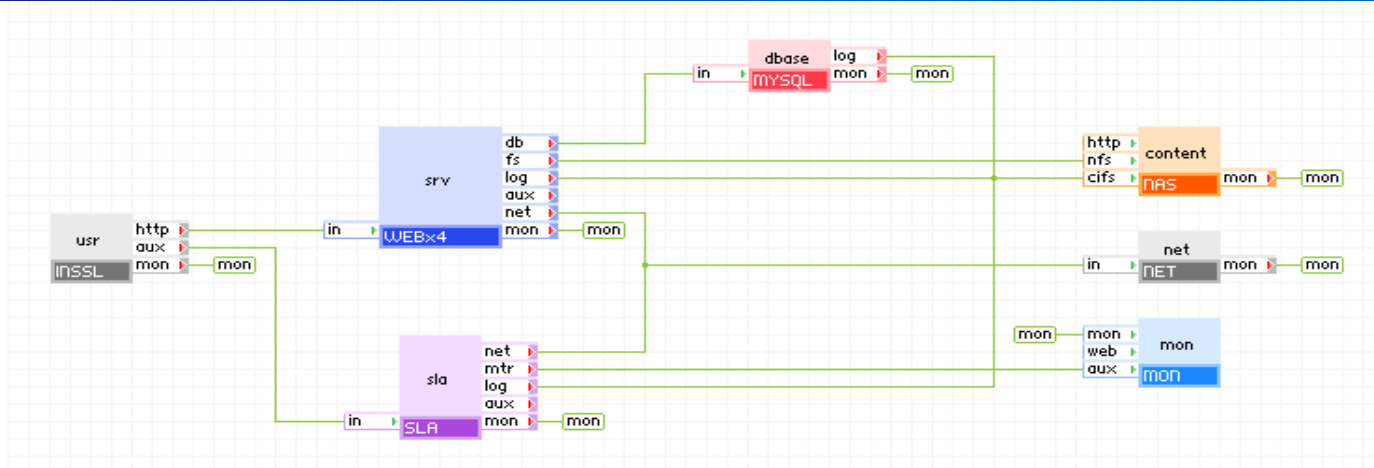 dbase
log
in
MYSQL
mon
mon
srv
db
fs
log
aux
net
mon
mon
in
WEBx4
http
nfs
cifs
content
NAS
mon
mon
usr
http
aux
mon
mon
INSSL
net
in
NET
mon
mon
sla
net
mtr
log
aux
mon
mon
in
SLA
mon
mon
web
aux
mon
MON